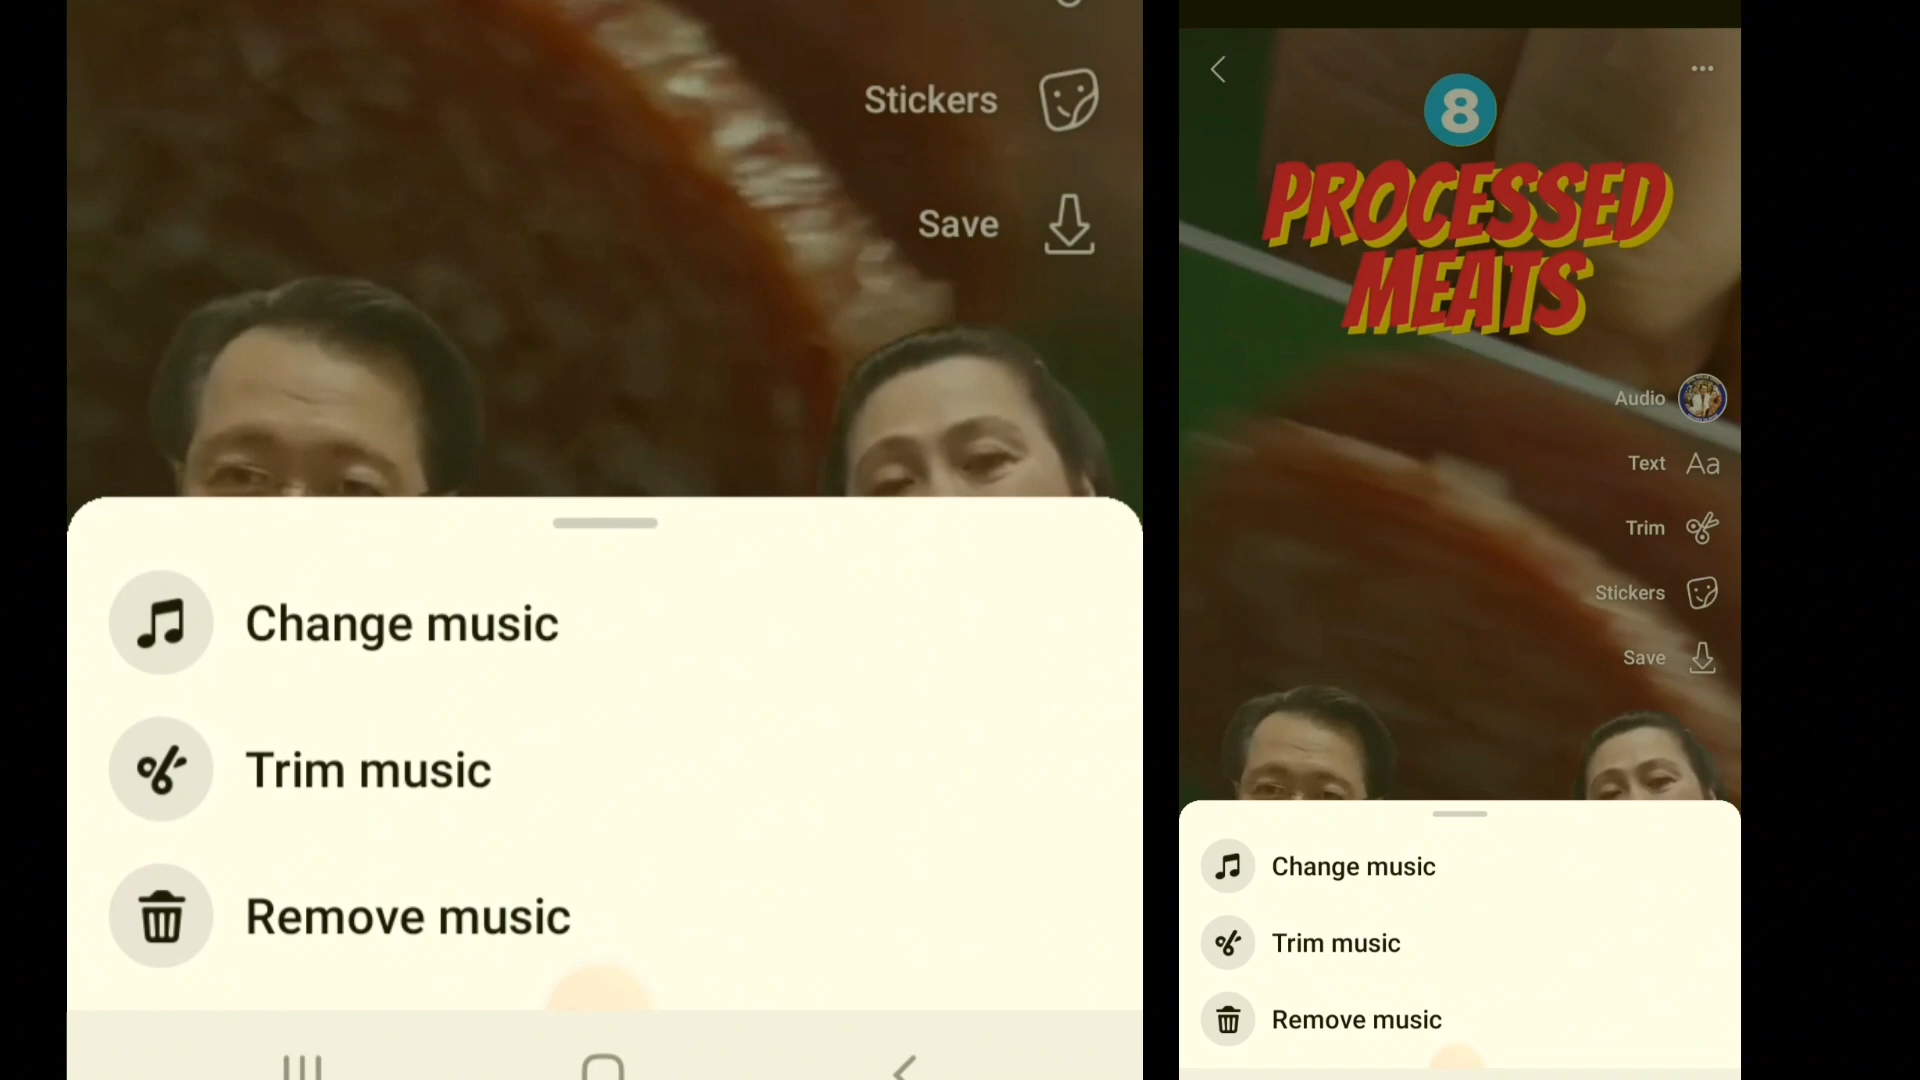 Stickers
Save
Change music
Trim music
Remove music
8
PROCESSED
MEATS
Audio
Text Aa
Trim
Stickers
Save
Change music
Trim music
Remove music